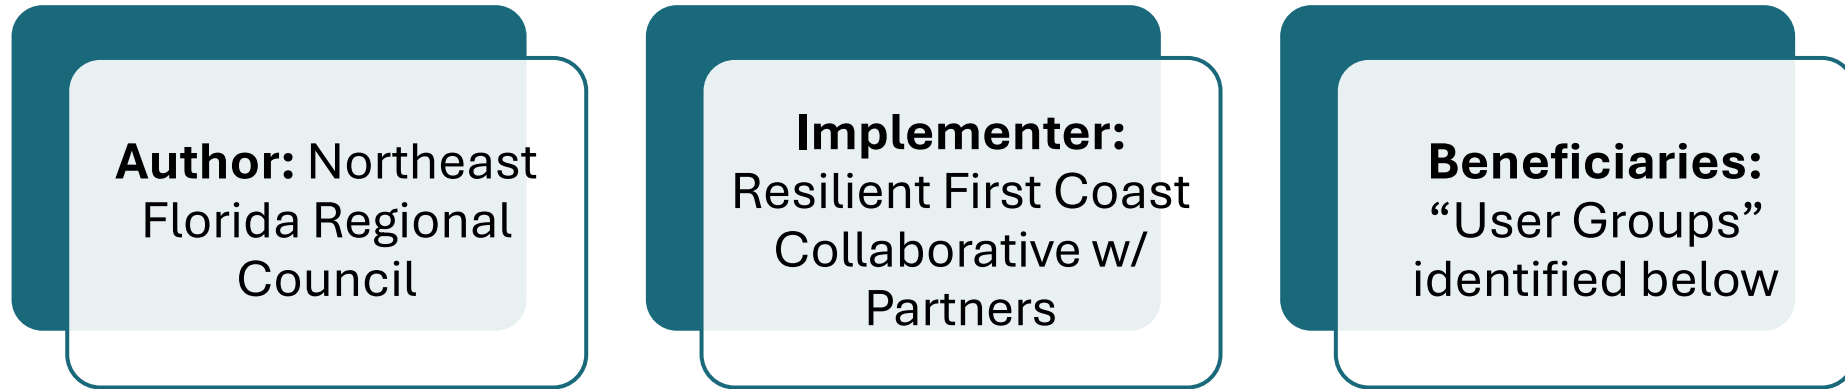 Author: Northeast
Florida Regional
Council
Implementer:
Resilient First Coast
Collaborative w/
Partners
Beneficiaries:
“User Groups”
identified below